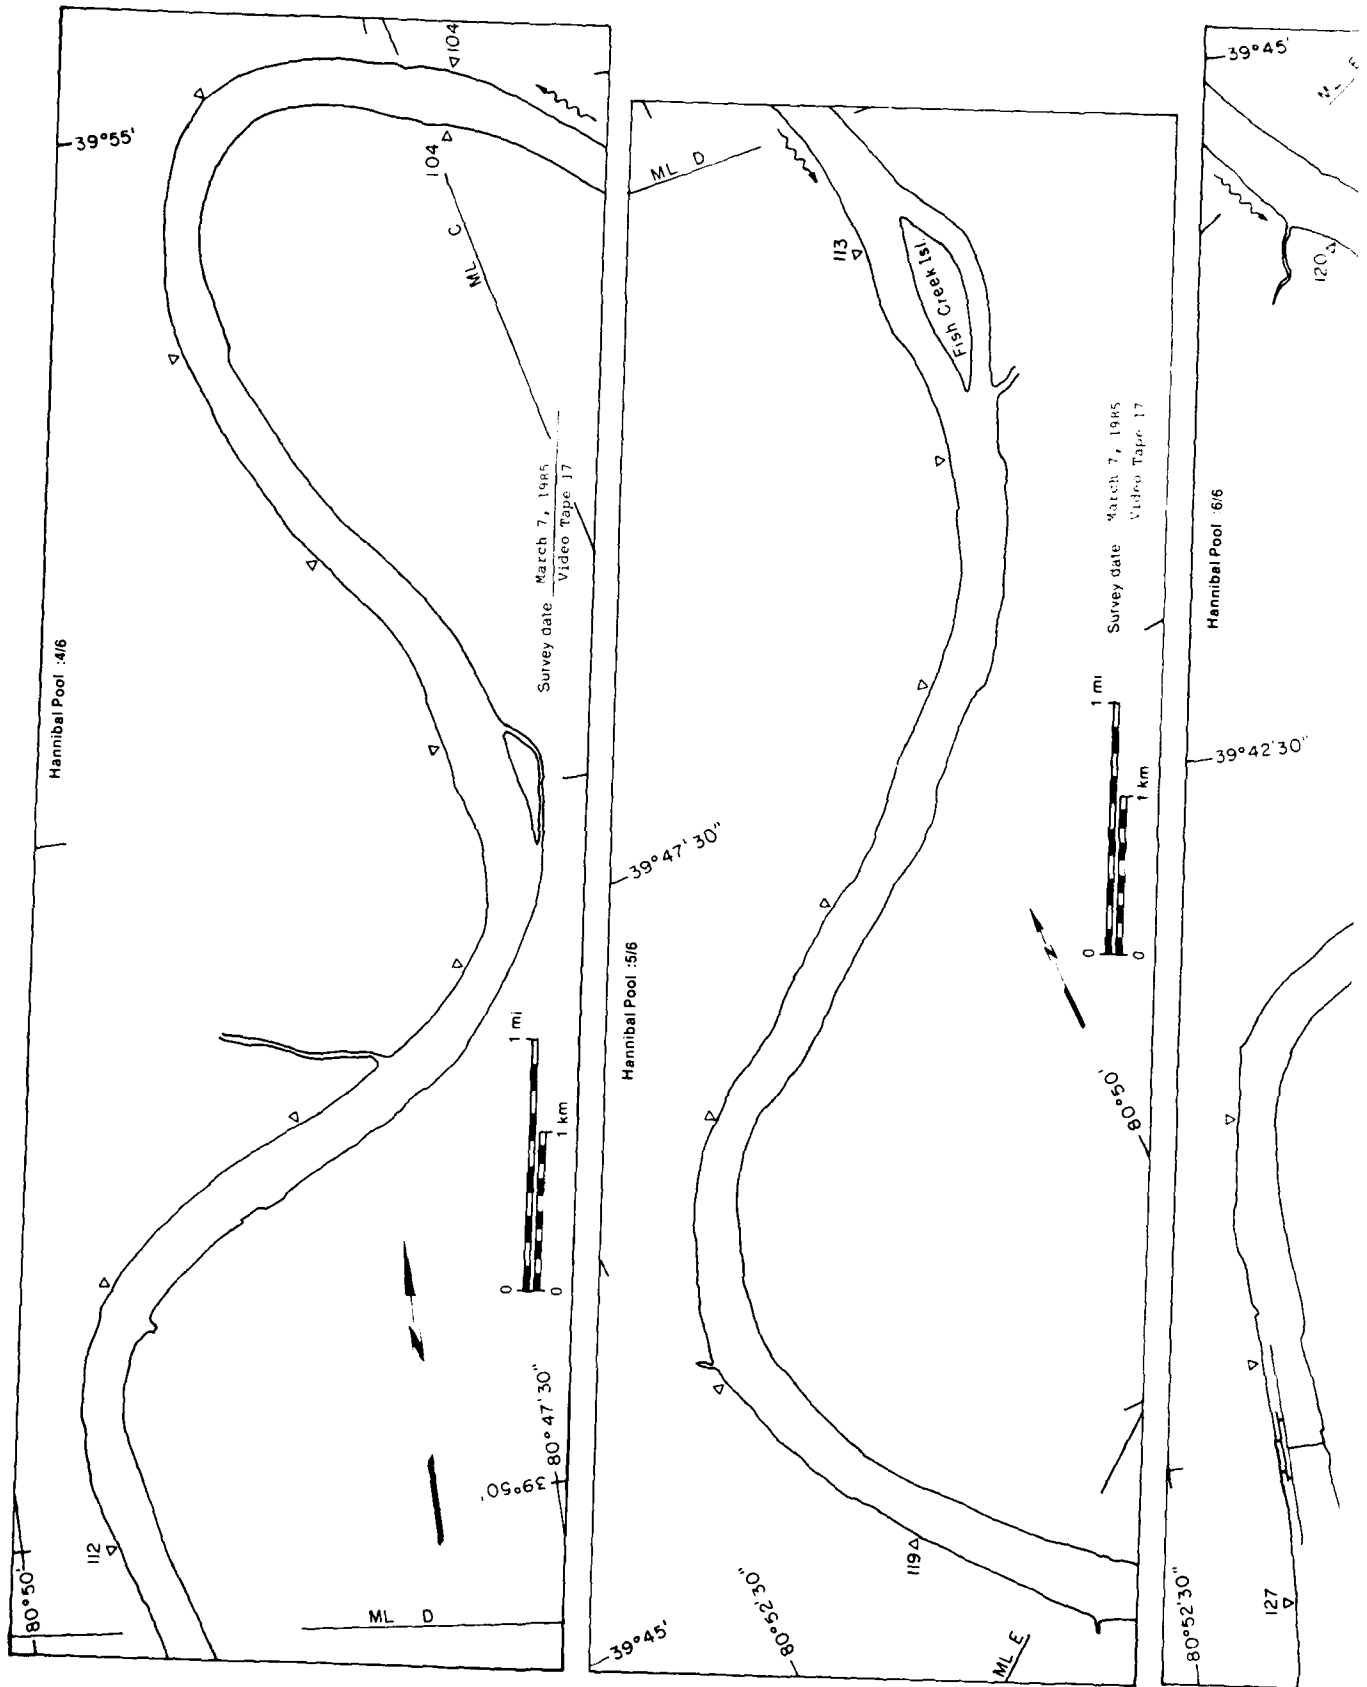 Hannibal Pool :4/6
39°55'
104
104
ML C
Survey date March 7, 1985
Video Tape 17
1 mi
1 km
0
0
N
80°47'30"
39°50'
112
80°50'
ML D
Hannibal Pool :5/6
ML D
113
Fish Creek Isl.
Survey date March 7, 1985
Video Tape 17
39°47'30"
1 mi
1 km
0
0
N
80°50'
119
80°52'30"
39°45'
ML E
Hannibal Pool :6/6
39°45'
120
39°42'30"
127
80°52'30"